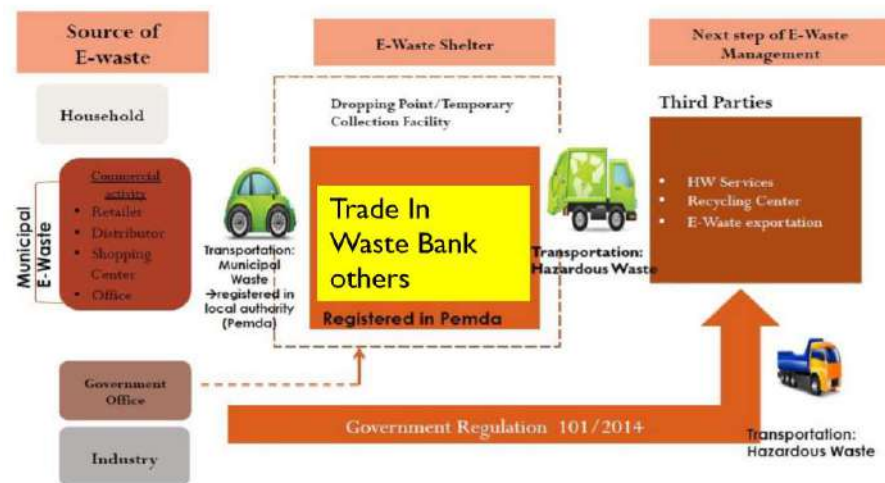 Source of
E-waste
E-Waste Shelter
Next step of E-Waste
Management
Household
Dropping Point/Temporary
Collection Facility
Third Parties
Municipal
E-Waste
Commercial
activity
• Retailer
• Distributor
• Shopping
Center
• Office
Transportation:
Municipal
Waste
→registered in
local authority
(Pemda)
Trade In
Waste Bank
others
Registered in Pemda
Transportation:
Hazardous Waste
• HW Services
• Recycling Center
• E-Waste exportation
Government
Office
Industry
Government Regulation 101/2014
Transportation:
Hazardous Waste